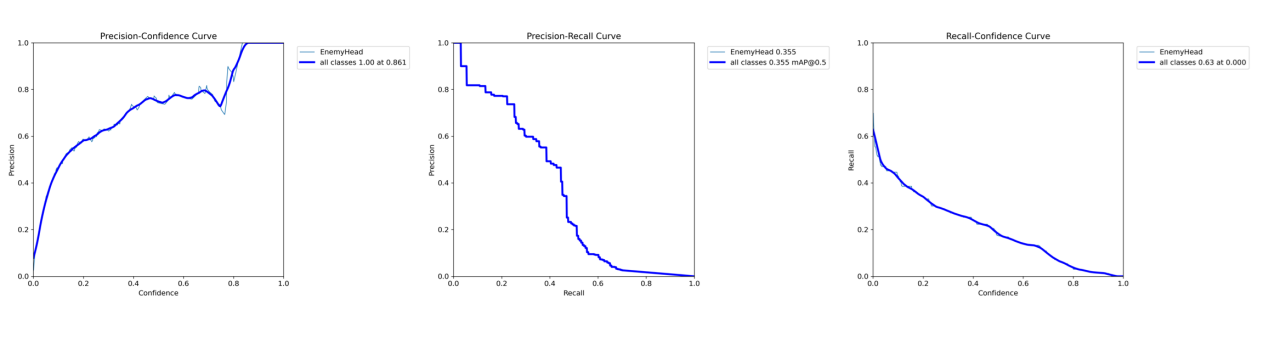 Precision-Confidence Curve
1.0
0.8
0.6
0.4
0.2
0.0
Precision
0.0 0.2 0.4 0.6 0.8 1.0
Confidence
EnemyHead
all classes 1.00 at 0.861
Precision-Recall Curve
1.0
0.8
0.6
0.4
0.2
0.0
Precision
0.0 0.2 0.4 0.6 0.8 1.0
Recall
EnemyHead 0.355
all classes 0.355 mAP@0.5
Recall-Confidence Curve
1.0
0.8
0.6
0.4
0.2
0.0
Recall
0.0 0.2 0.4 0.6 0.8 1.0
Confidence
EnemyHead
all classes 0.63 at 0.000